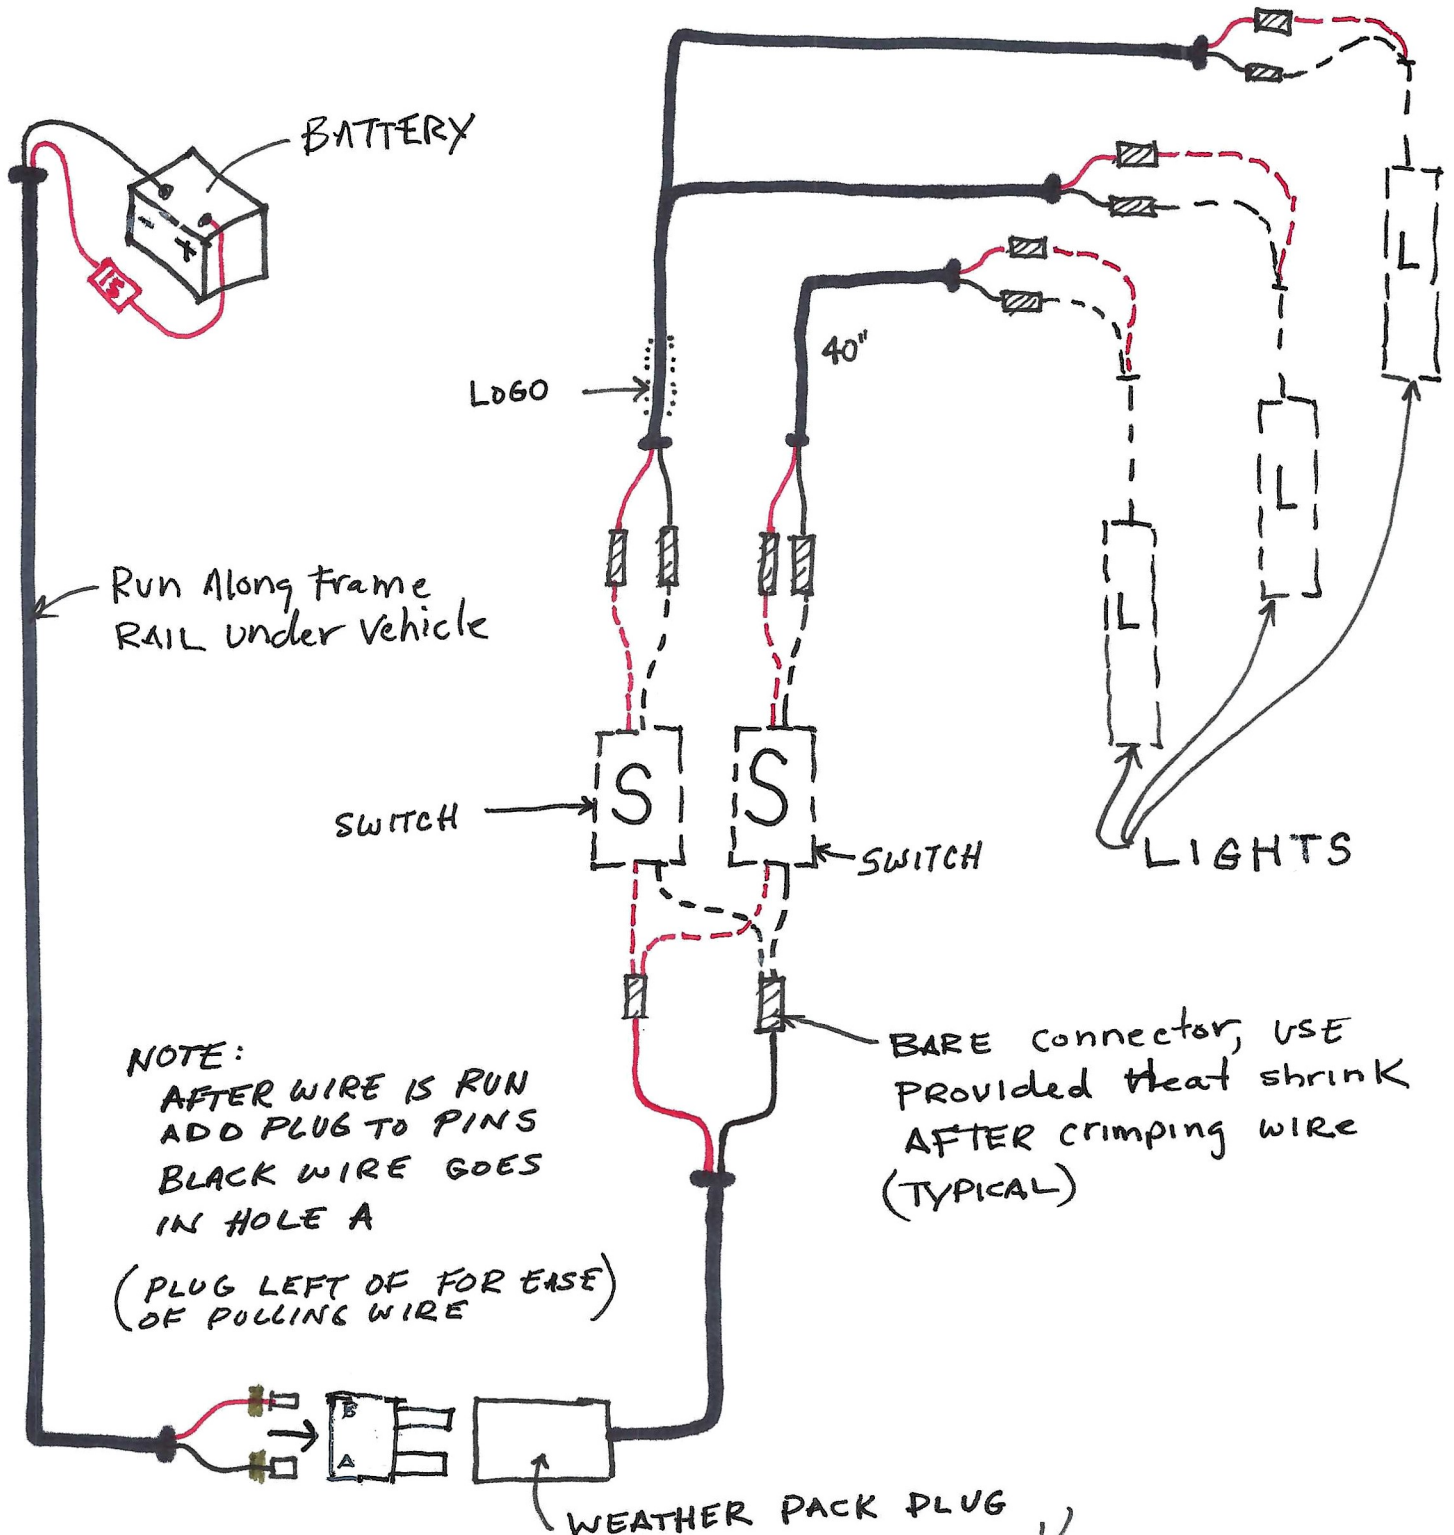 BATTERY
-
+
15
LOGO
40"
L
L
L
Run Along Frame
RAIL under vehicle
S
S
SWITCH
SWITCH
LIGHTS
NOTE:
AFTER WIRE IS RUN
ADD PLUG TO PINS
BLACK WIRE GOES
IN HOLE A
(PLUG LEFT OF FOR EASE)
OF PULLING WIRE
BARE connector, USE
PROVIDED Heat shrink
AFTER crimping wire
(TYPICAL)
B
A
WEATHER PACK PLUG